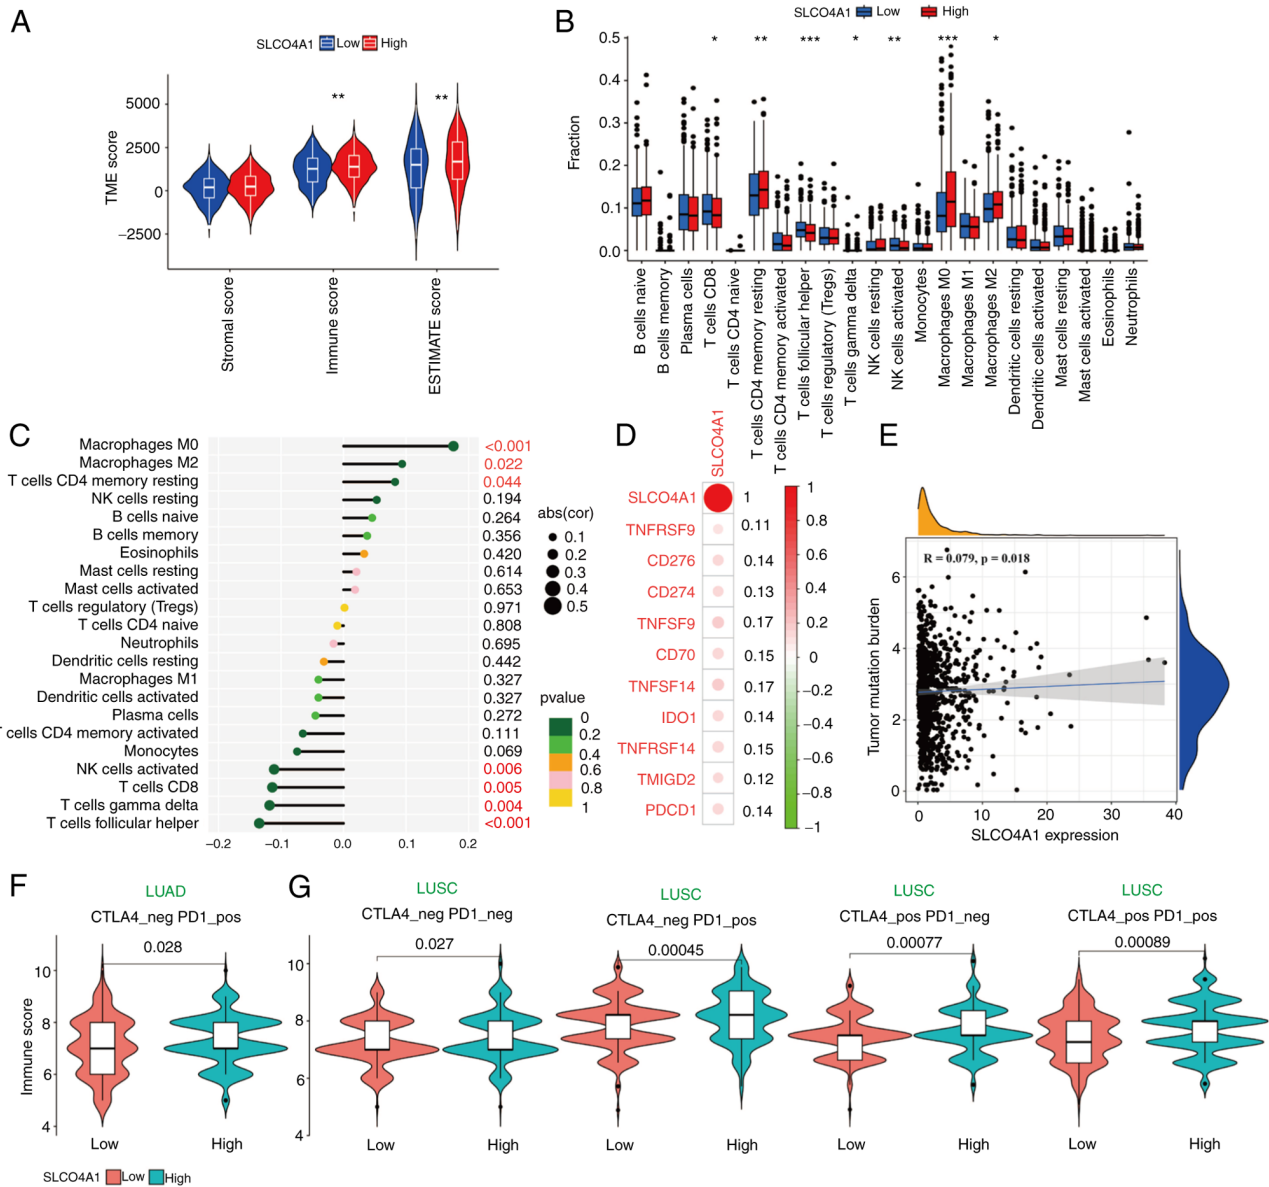 A
SLCO4A1 Low High
TME score
5000
2500
0
−2500
** **
Stromal score
Immune score
ESTIMATE score
B
SLCO4A1 Low High
Fraction
0.5
0.4
0.3
0.2
0.1
0.0
* ** *** * ** *** *
B cells naive
B cells memory
Plasma cells
T cells CD8
T cells CD4 naive
T cells CD4 memory resting
T cells CD4 memory activated
T cells follicular helper
T cells regulatory (Tregs)
T cells gamma delta
NK cells resting
NK cells activated
Monocytes
Macrophages M0
Macrophages M1
Macrophages M2
Dendritic cells resting
Dendritic cells activated
Mast cells resting
Mast cells activated
Eosinophils
Neutrophils
C
Macrophages M0 <0.001
Macrophages M2 0.022
T cells CD4 memory resting 0.044
NK cells resting 0.194
B cells naive 0.264
B cells memory 0.356
Eosinophils 0.420
Mast cells resting 0.614
Mast cells activated 0.653
T cells regulatory (Tregs) 0.971
T cells CD4 naive 0.808
Neutrophils 0.695
Dendritic cells resting 0.442
Macrophages M1 0.327
Dendritic cells activated 0.327
Plasma cells 0.272
T cells CD4 memory activated 0.111
Monocytes 0.069
NK cells activated 0.006
T cells CD8 0.005
T cells gamma delta 0.004
T cells follicular helper <0.001
−0.2 −0.1 0.0 0.1 0.2
abs(cor)
0.1
0.2
0.3
0.4
0.5
pvalue
0
0.2
0.4
0.6
0.8
1
D
SLCO4A1
SLCO4A1 1
TNFRSF9 0.11
CD276 0.14
CD274 0.13
TNFSF9 0.17
CD70 0.15
TNFSF14 0.17
IDO1 0.14
TNFRSF14 0.15
TMIGD2 0.12
PDCD1 0.14
1
0.8
0.6
0.4
0.2
0
−0.2
−0.4
−0.6
−0.8
−1
E
R = 0.079, p = 0.018
Tumor mutation burden
6
4
2
0
0 10 20 30 40
SLCO4A1 expression
F
LUAD
CTLA4_neg PD1_pos
0.028
Immune score
10
8
6
4
Low High
SLCO4A1 Low High
G
LUSC LUSC LUSC LUSC
CTLA4_neg PD1_neg CTLA4_neg PD1_pos CTLA4_pos PD1_neg CTLA4_pos PD1_pos
0.027 0.00045 0.00077 0.00089
10
8
6
4
Low High Low High Low High Low High